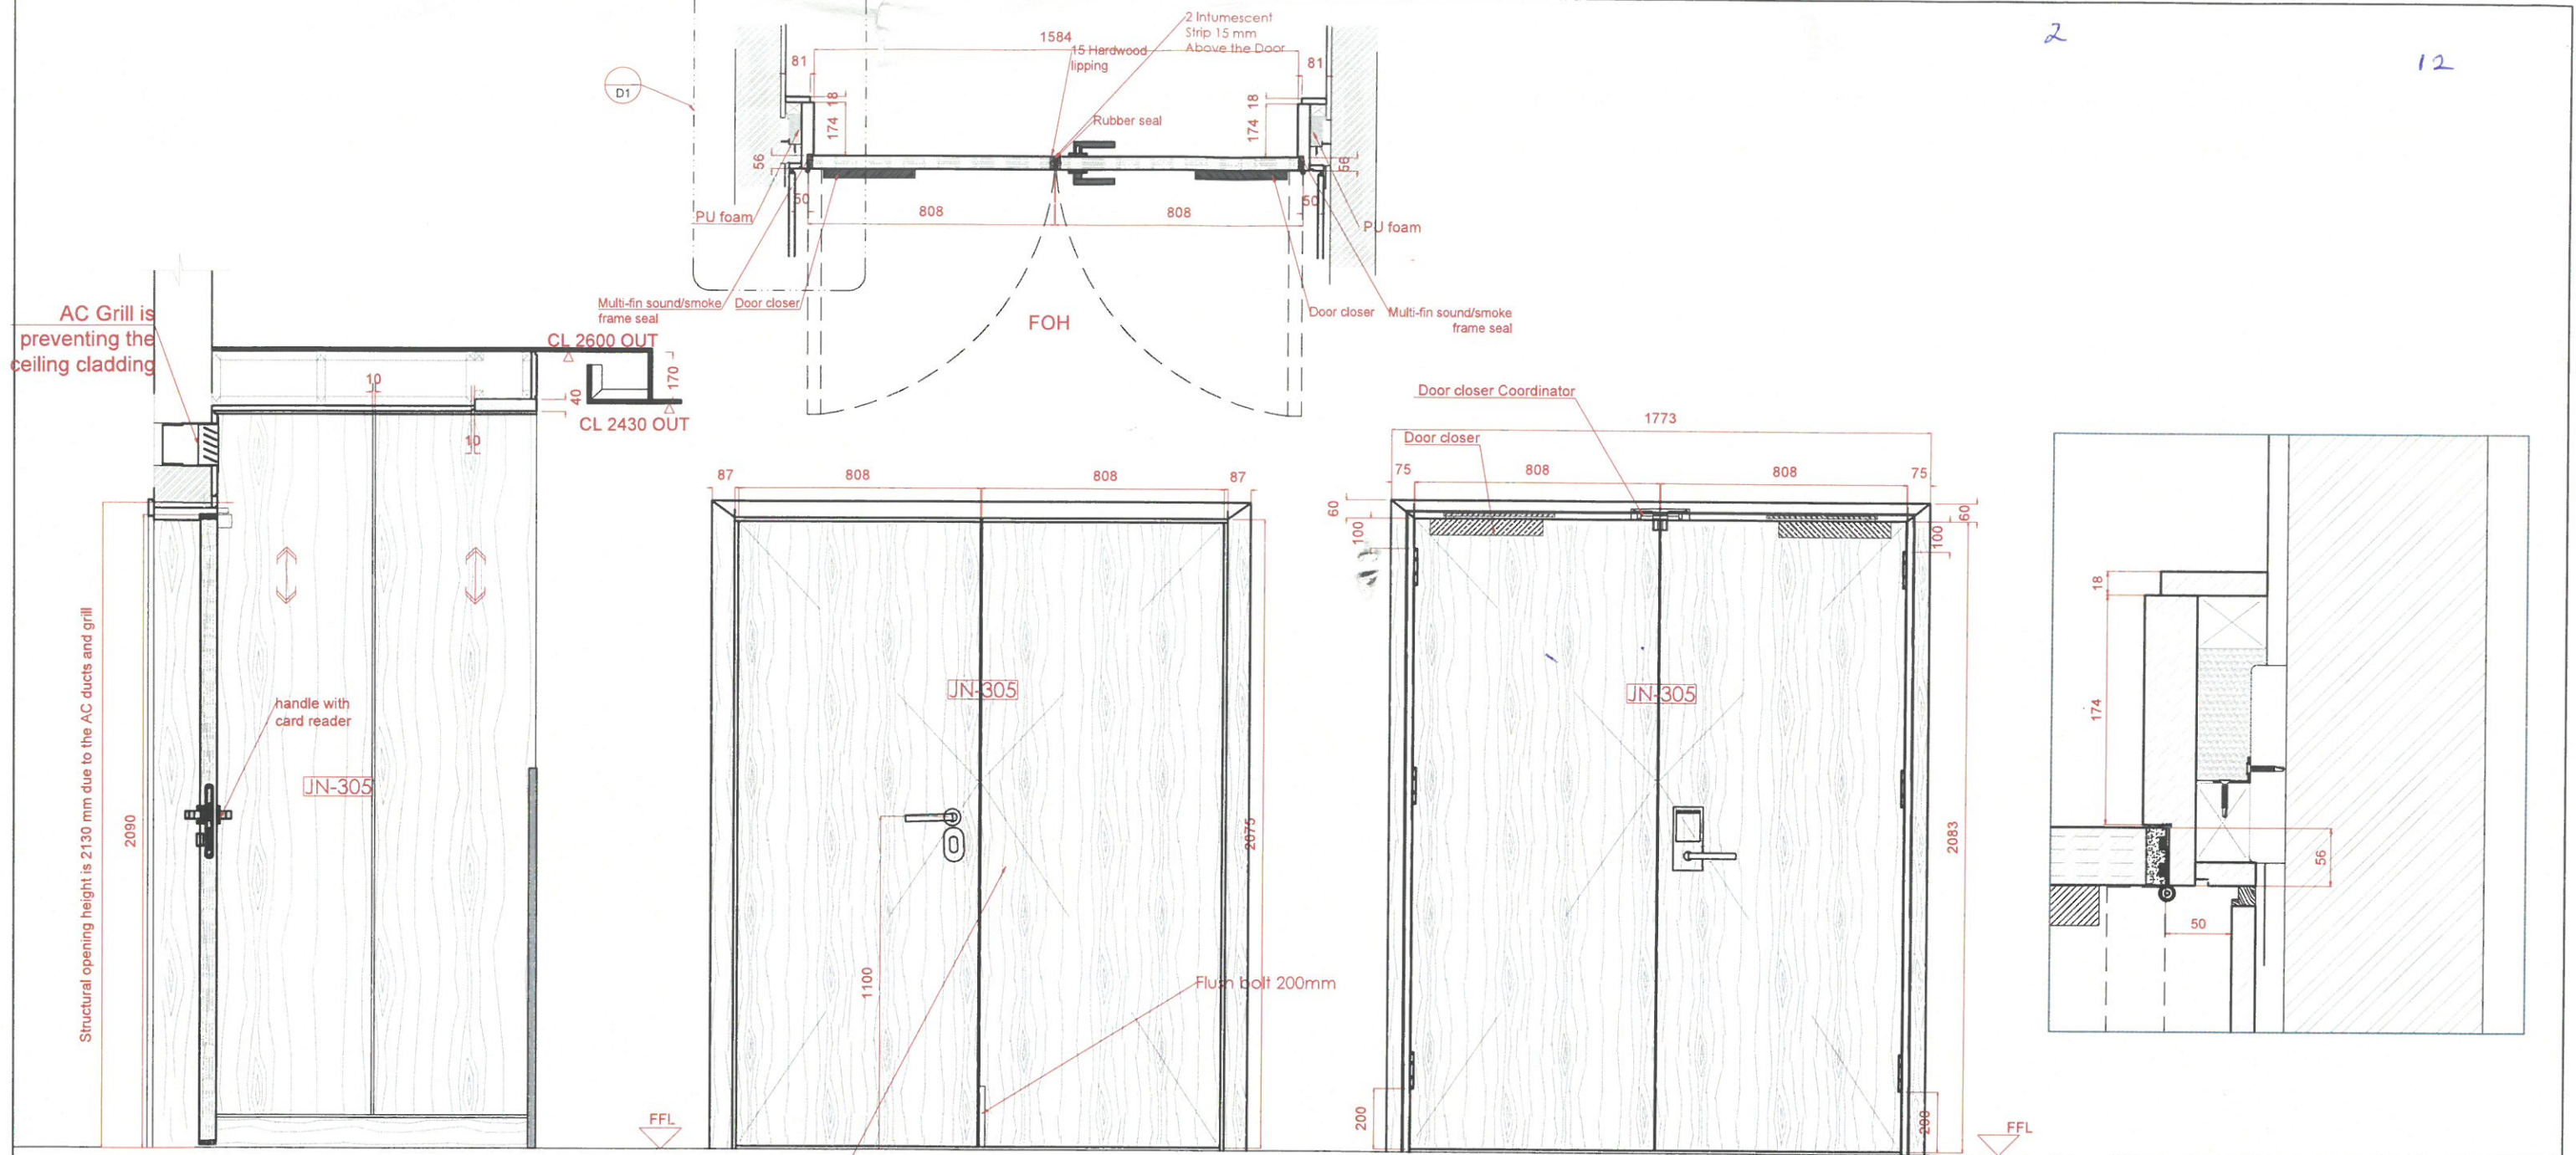 2
12
2 Intumescent
Strip 15 mm
Above the Door
1584
15 Hardwood
lipping
81
81
D1
18
18
174
174
Rubber seal
56
56
50
50
808
808
PU foam
PU foam
Multi-fin sound/smoke
frame seal
Door closer
Door closer
Multi-fin sound/smoke
frame seal
FOH
AC Grill is
preventing the
ceiling cladding
CL 2600 OUT
170
10
40
CL 2430 OUT
10
Structural opening height is 2130 mm due to the AC ducts and grill
2090
handle with
card reader
JN-305
87
808
808
87
JN-305
2075
1100
Flush bolt 200mm
FFL
Door closer Coordinator
1773
Door closer
75
808
808
75
60
60
100
100
JN-305
2083
200
200
FFL
18
174
56
50